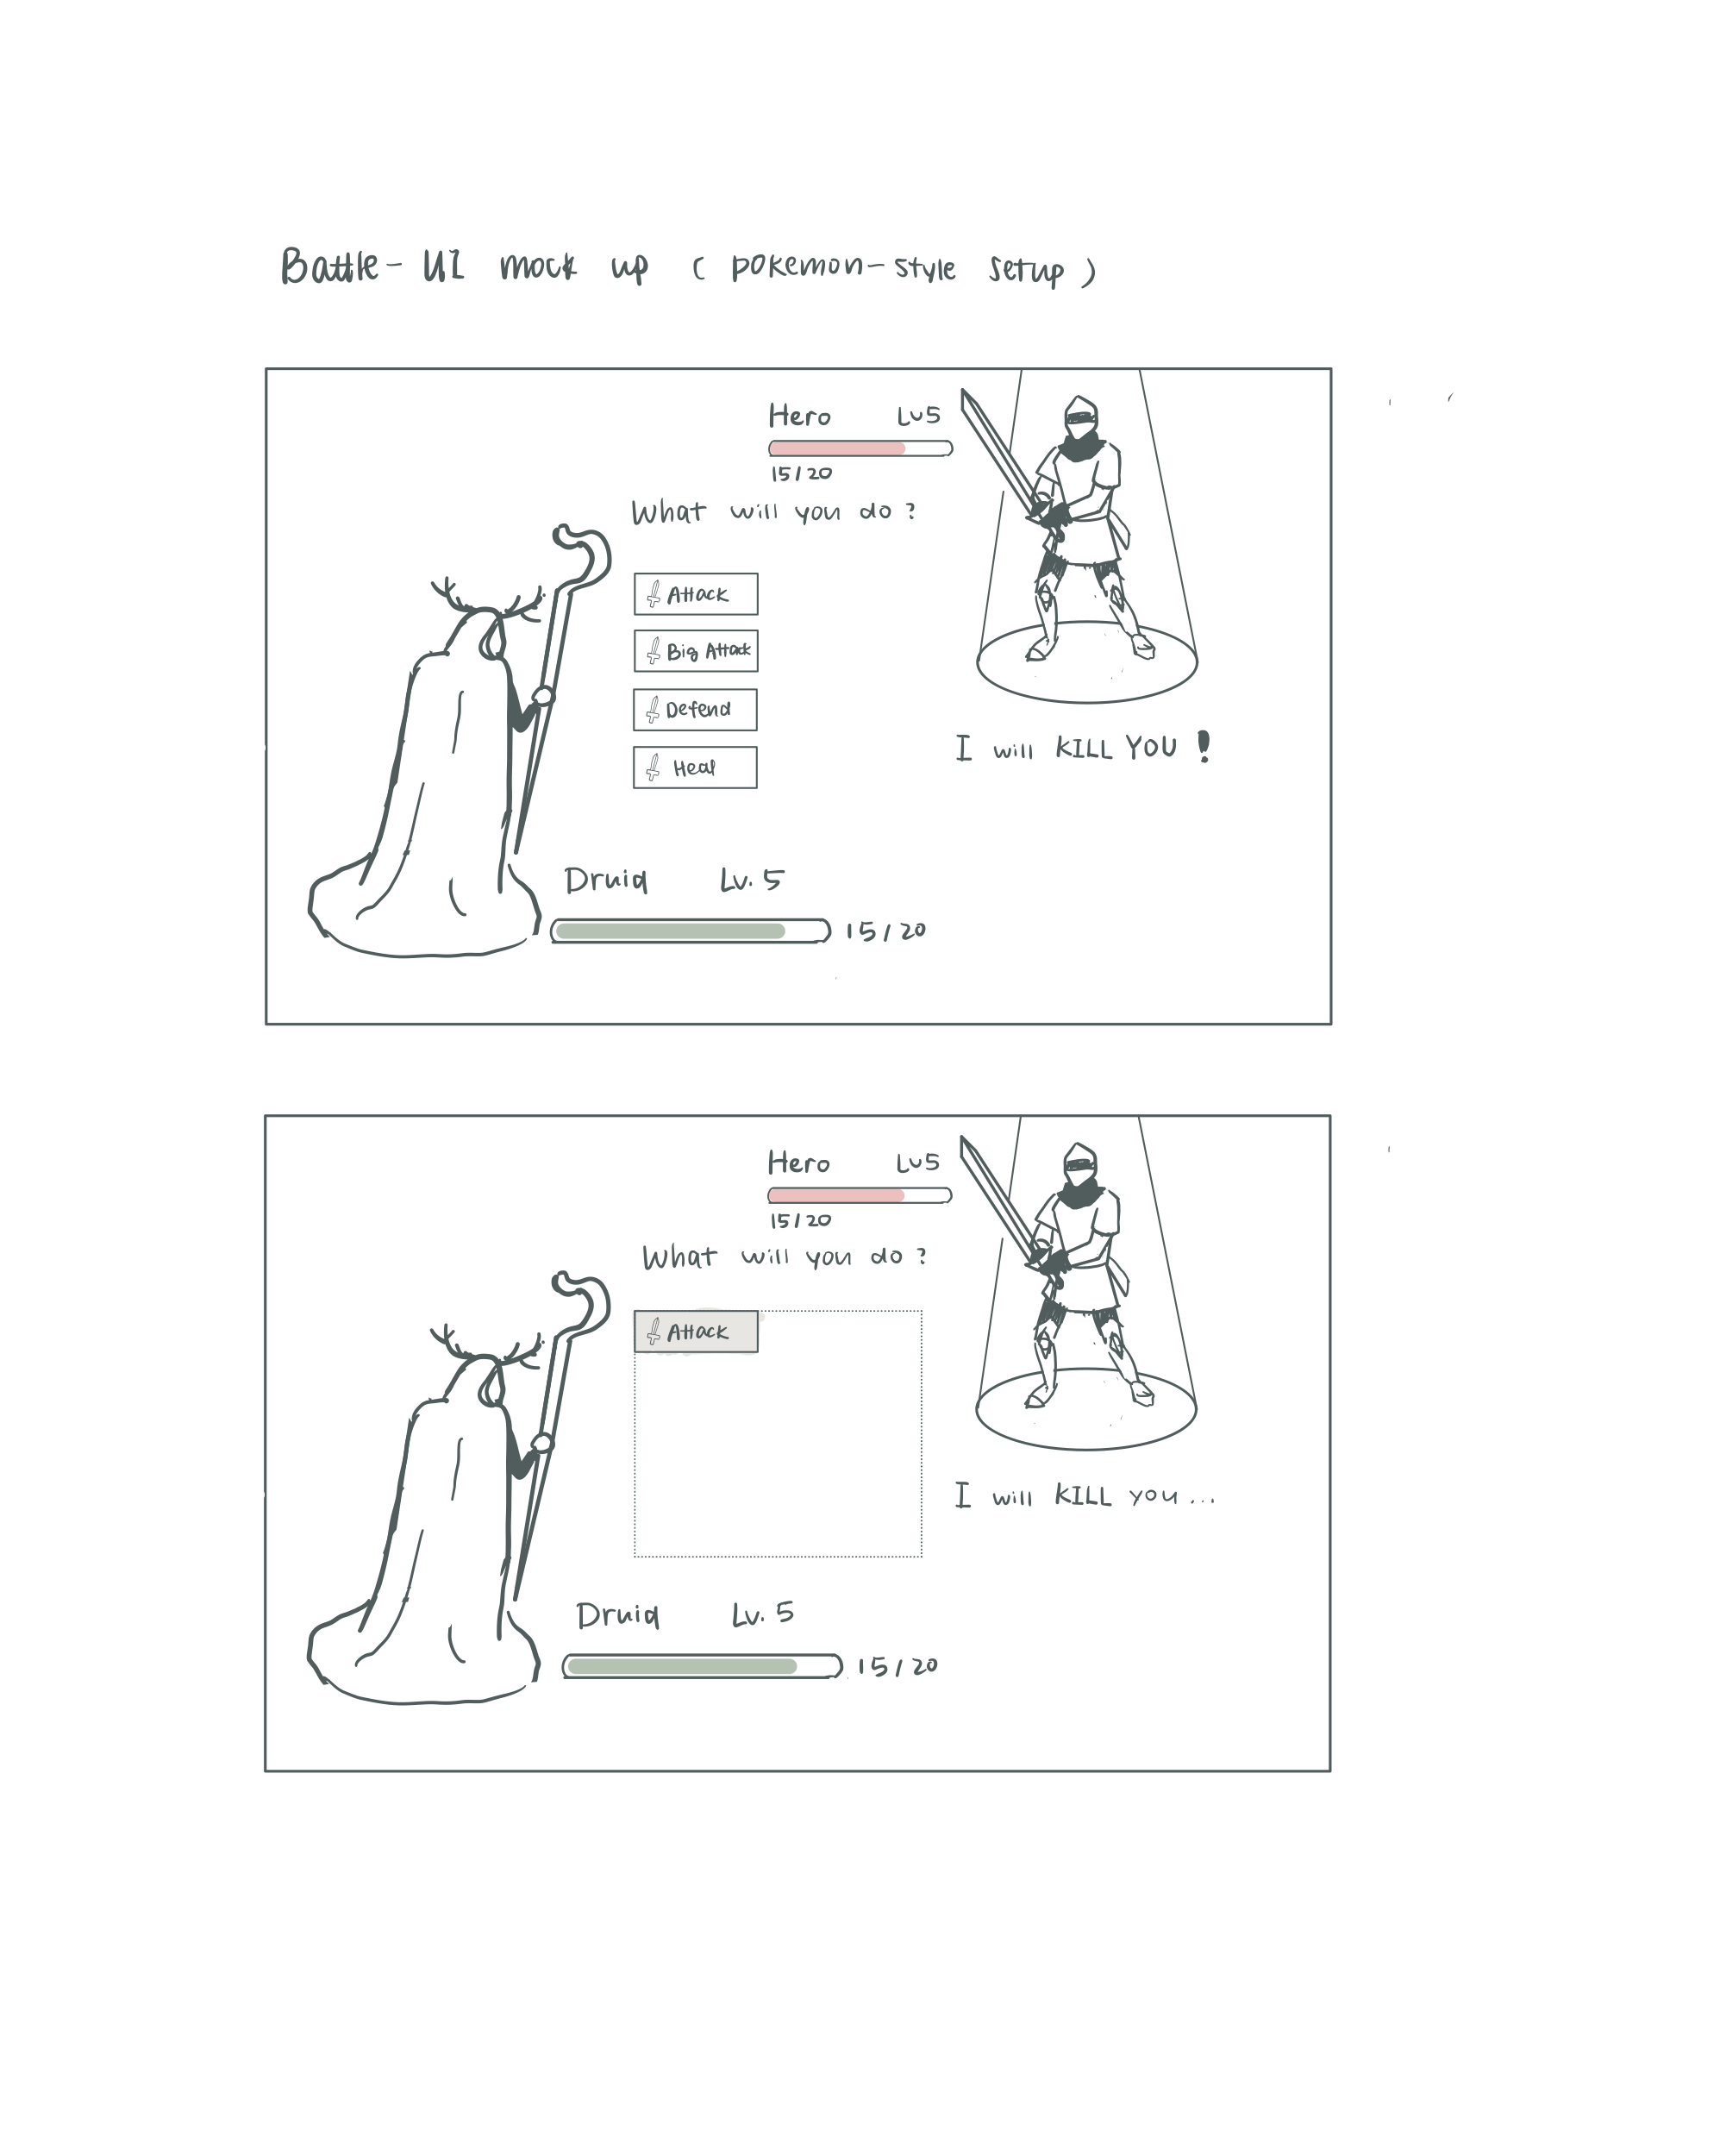 Battle - UI mock up ( pokemon-style setup )
Hero Lv5
15/20
What will you do ?
Attack
Big Attack
Defend
Heal
I will KILL YOU !
Druid Lv. 5
15/20
Hero Lv5
15/20
What will you do ?
Attack
I will KILL you...
Druid Lv. 5
15/20